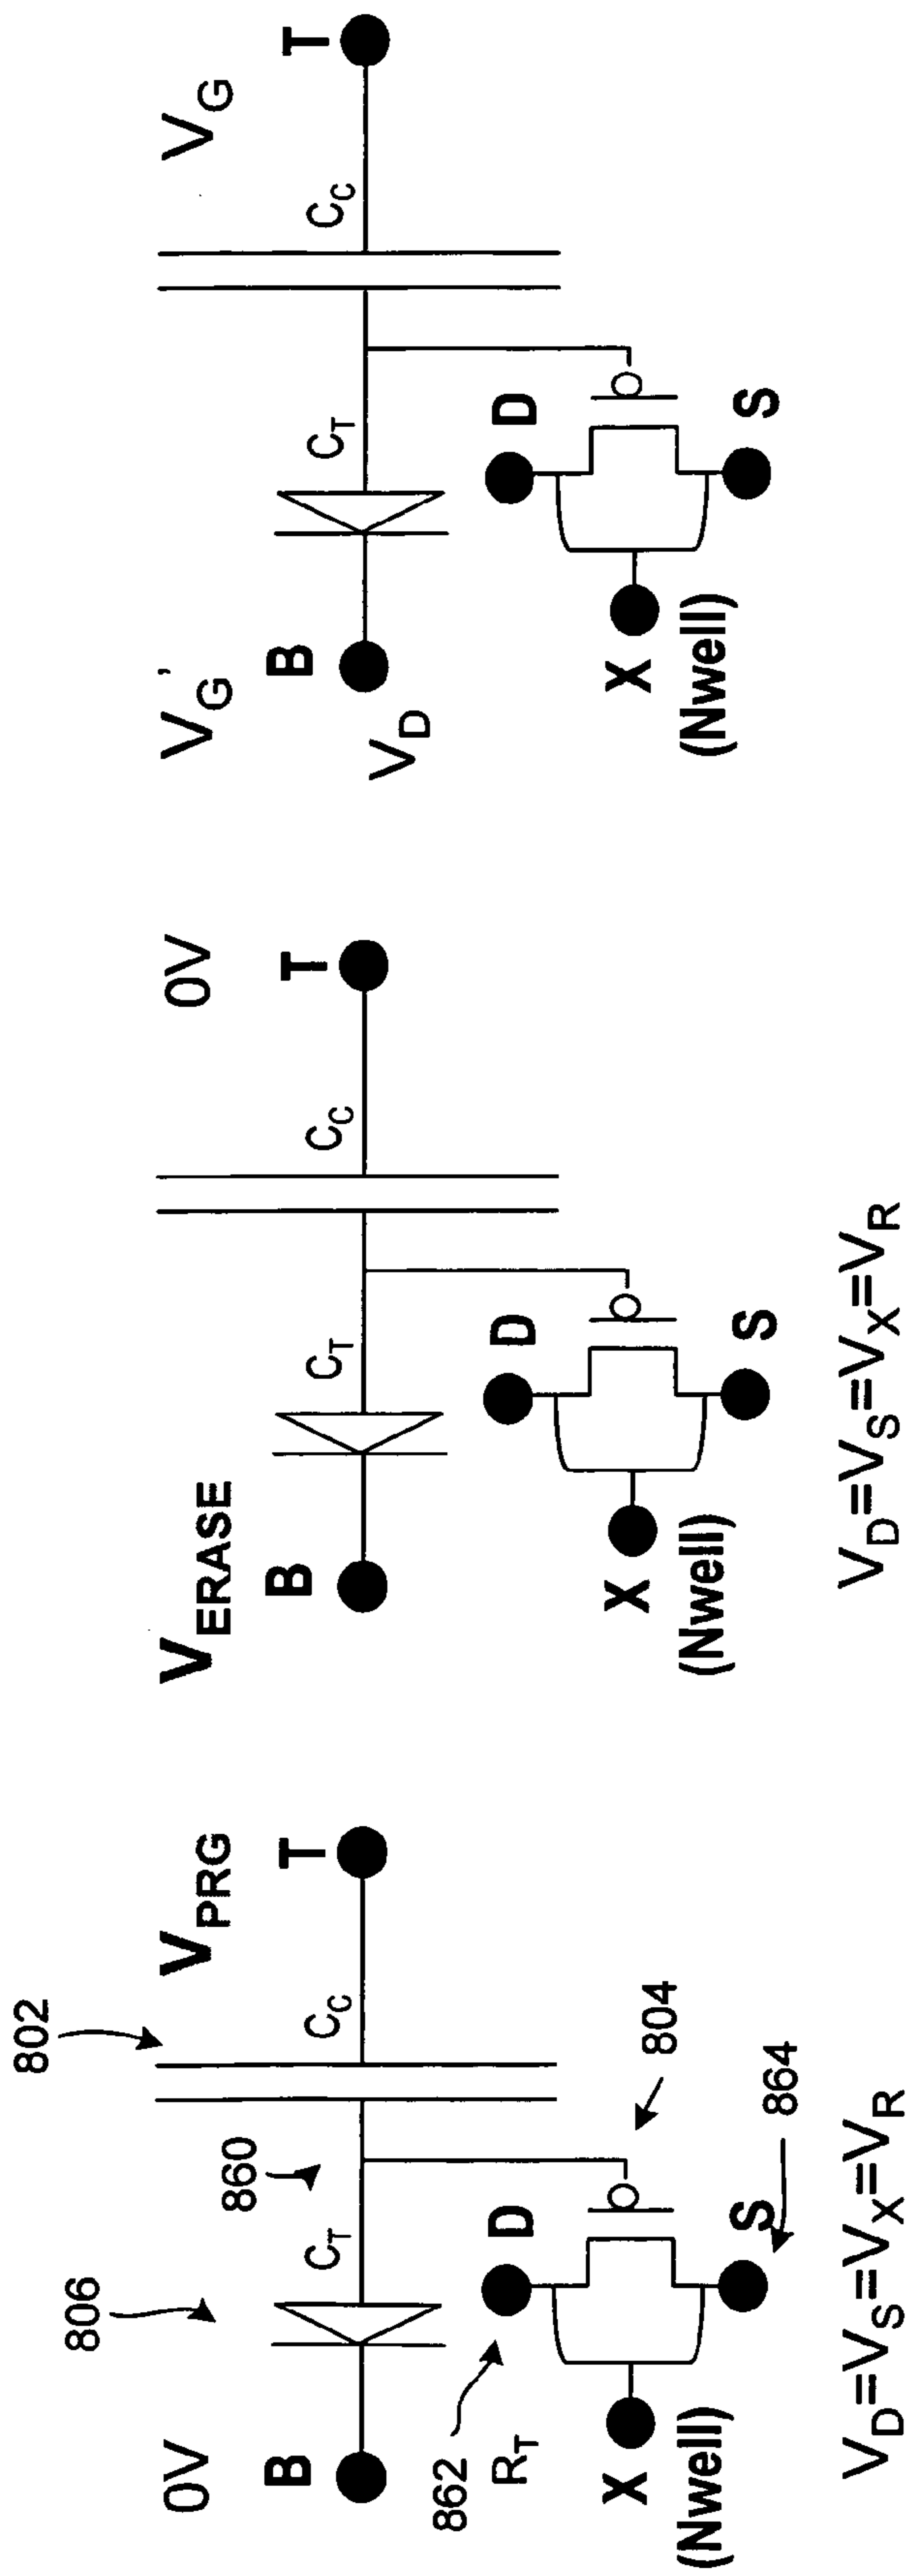 802
806
860
0V
V_PRG
B
C_T
C_C
T
862
R_T
D
804
X
(Nwell)
S
864
V_D=V_S=V_X=V_R
V_ERASE
0V
B
C_T
C_C
T
D
X
(Nwell)
S
V_D=V_S=V_X=V_R
V_G'
V_G
B
C_T
C_C
T
V_D
D
X
(Nwell)
S